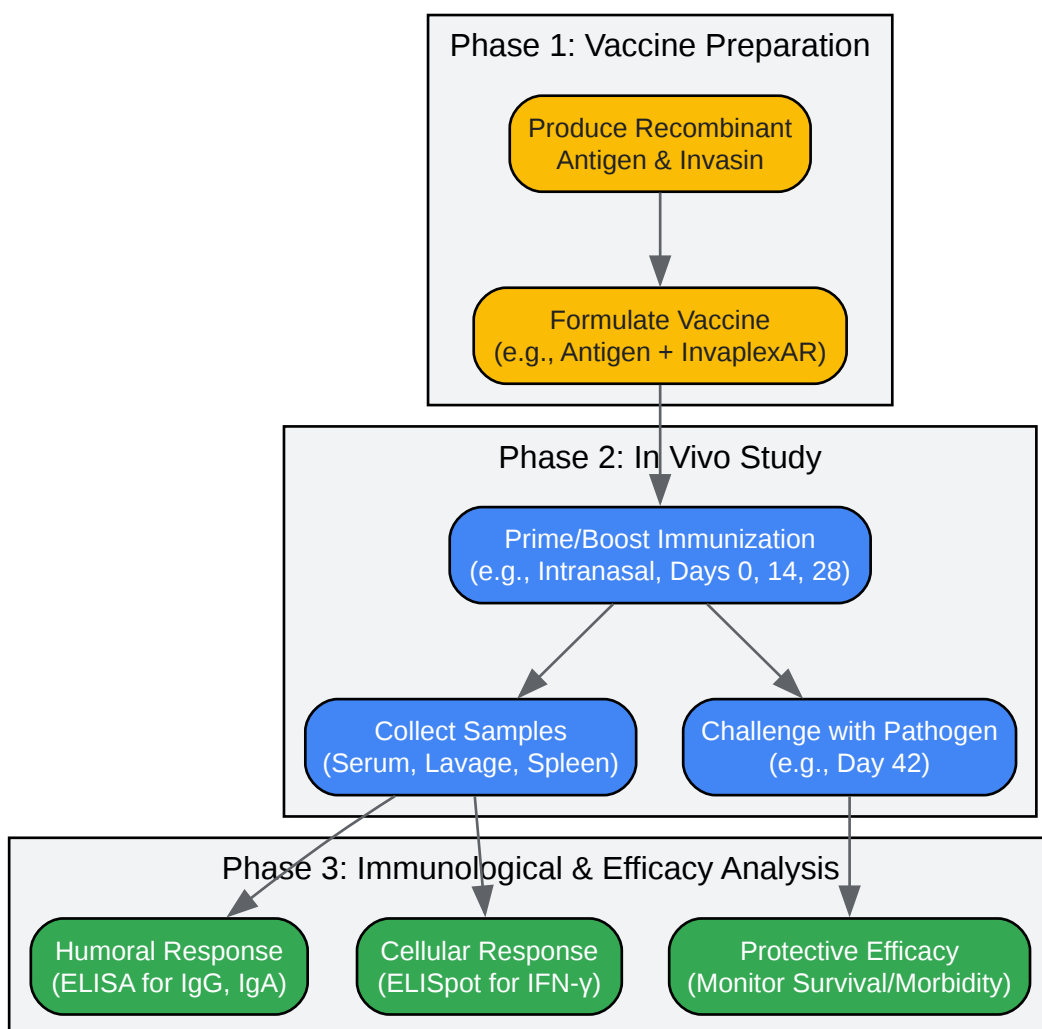 Phase 1: Vaccine Preparation
Produce Recombinant
Antigen & Invasin
Formulate Vaccine
(e.g., Antigen + InvaplexAR)
Phase 2: In Vivo Study
Prime/Boost Immunization
(e.g., Intranasal, Days 0, 14, 28)
Collect Samples
(Serum, Lavage, Spleen)
Challenge with Pathogen
(e.g., Day 42)
Phase 3: Immunological & Efficacy Analysis
Humoral Response
(ELISA for IgG, IgA)
Cellular Response
(ELISpot for IFN-γ)
Protective Efficacy
(Monitor Survival/Morbidity)